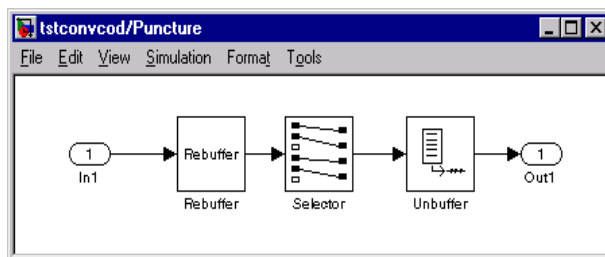 tstconvcod/Puncture
File Edit View Simulation Format Tools
1
In1
Rebuffer
Rebuffer
Selector
Unbuffer
1
Out1